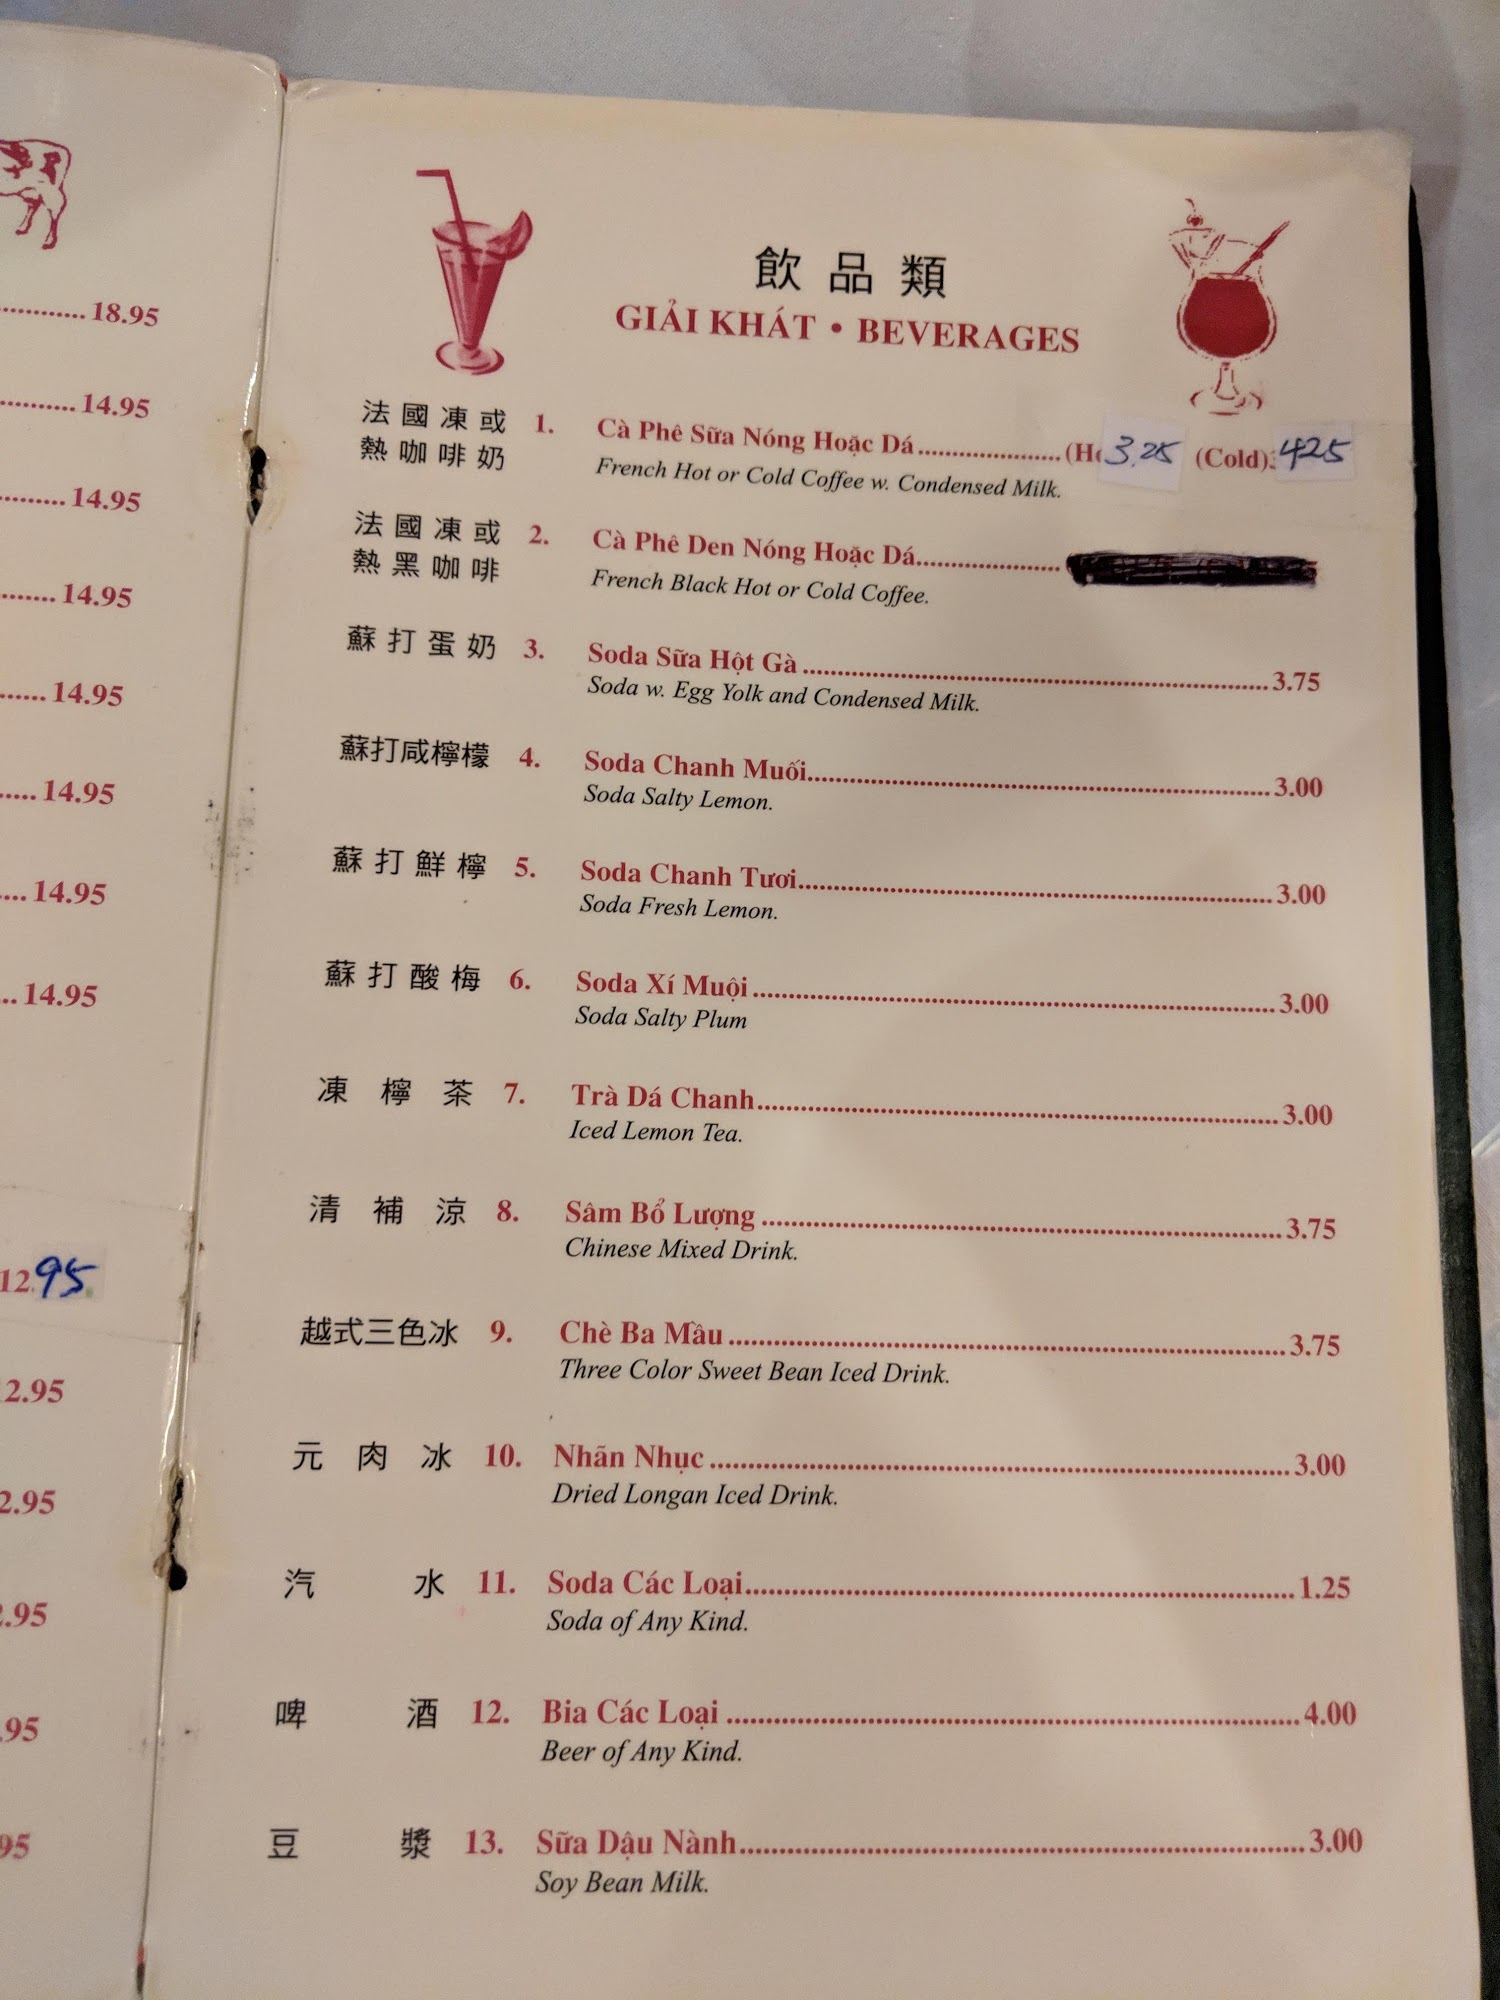 18.95
14.95
14.95
14.95
14.95
14.95
14.95
14.95
12.95
2.95
2.95
.95
.95
95
飲品類
GIẢI KHÁT • BEVERAGES
法國凍或 1. Cà Phê Sữa Nóng Hoặc Dá.....................(Ho 3.25 (Cold) 4.25
熱咖啡奶 French Hot or Cold Coffee w. Condensed Milk.
法國凍或 2. Cà Phê Den Nóng Hoặc Dá.....................
熱黑咖啡 French Black Hot or Cold Coffee.
蘇打蛋奶 3. Soda Sữa Hột Gà.....................3.75
Soda w. Egg Yolk and Condensed Milk.
蘇打咸檸檬 4. Soda Chanh Muối.....................3.00
Soda Salty Lemon.
蘇打鮮檸 5. Soda Chanh Tươi.....................3.00
Soda Fresh Lemon.
蘇打酸梅 6. Soda Xí Muội.....................3.00
Soda Salty Plum
凍檸茶 7. Trà Dá Chanh.....................3.00
Iced Lemon Tea.
清補涼 8. Sâm Bổ Lượng.....................3.75
Chinese Mixed Drink.
越式三色冰 9. Chè Ba Mầu.....................3.75
Three Color Sweet Bean Iced Drink.
元肉冰 10. Nhãn Nhục.....................3.00
Dried Longan Iced Drink.
汽水 11. Soda Các Loại.....................1.25
Soda of Any Kind.
啤酒 12. Bia Các Loại.....................4.00
Beer of Any Kind.
豆漿 13. Sữa Dậu Nành.....................3.00
Soy Bean Milk.